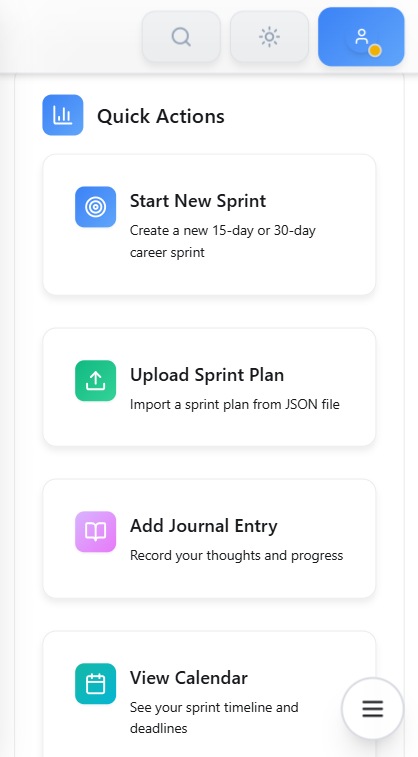 Quick Actions
Start New Sprint
Create a new 15-day or 30-day
career sprint
Upload Sprint Plan
Import a sprint plan from JSON file
Add Journal Entry
Record your thoughts and progress
View Calendar
See your sprint timeline and
deadlines